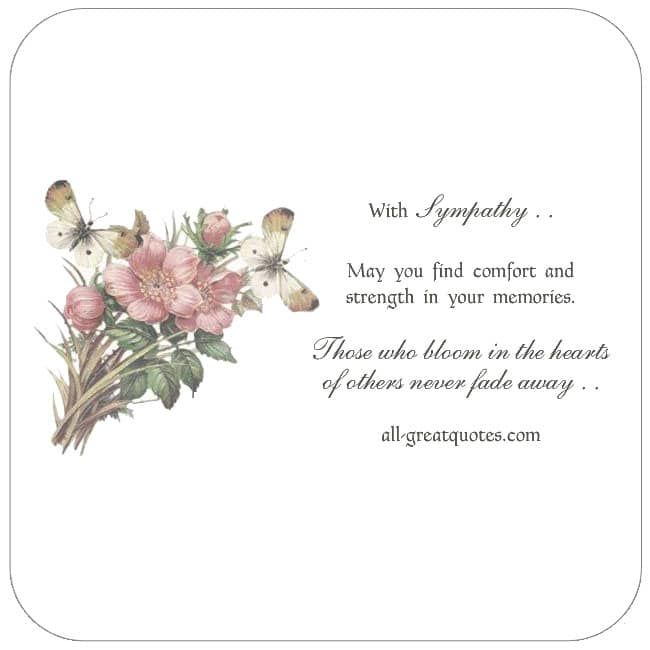 With Sympathy . .
May you find comfort and
strength in your memories.
Those who bloom in the hearts
of others never fade away . .
all-greatquotes.com